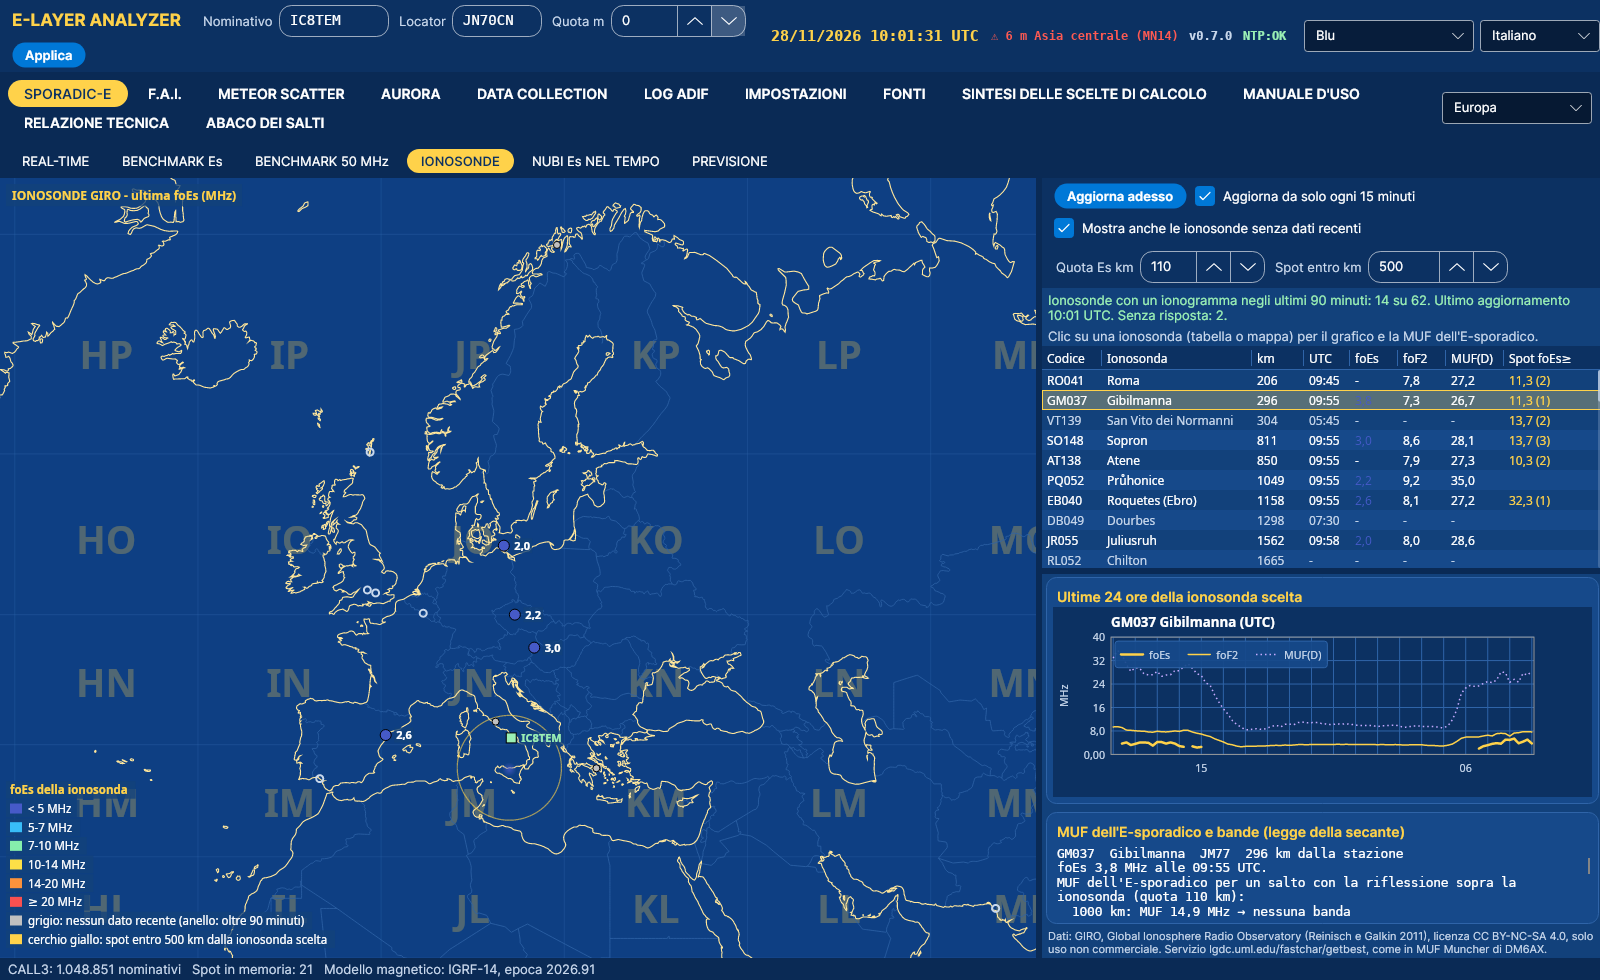 E-LAYER ANALYZER Nominativo IC8TEM Locator JN70CN Quota m 0
28/11/2026 10:01:31 UTC ⚠ 6 m Asia centrale (MN14) v0.7.0 NTP:OK Blu Italiano
Applica
SPORADIC-E F.A.I. METEOR SCATTER AURORA DATA COLLECTION LOG ADIF IMPOSTAZIONI FONTI SINTESI DELLE SCELTE DI CALCOLO MANUALE D'USO
RELAZIONE TECNICA ABACO DEI SALTI
Europa
REAL-TIME BENCHMARK Es BENCHMARK 50 MHz IONOSONDE NUBI Es NEL TEMPO PREVISIONE
IONOSONDE GIRO - ultima foEs (MHz)
HP IP JP KP LP
HO IO JO KO LO
2,0
2,2
3,0
HN IN JN KN LN
2,6
IC8TEM
HM IM JM KM LM
JL KL
foEs della ionosonda
< 5 MHz
5-7 MHz
7-10 MHz
10-14 MHz
14-20 MHz
≥ 20 MHz
grigio: nessun dato recente (anello: oltre 90 minuti)
cerchio giallo: spot entro 500 km dalla ionosonda scelta
Aggiorna adesso Aggiorna da solo ogni 15 minuti
Mostra anche le ionosonde senza dati recenti
Quota Es km 110 Spot entro km 500
Ionosonde con un ionogramma negli ultimi 90 minuti: 14 su 62. Ultimo aggiornamento
10:01 UTC. Senza risposta: 2.
Clic su una ionosonda (tabella o mappa) per il grafico e la MUF dell'E-sporadico.
Codice Ionosonda km UTC foEs foF2 MUF(D) Spot foEs≥
RO041 Roma 206 09:45 - 7,8 27,2 11,3 (2)
GM037 Gibilmanna 296 09:55 3,8 7,3 26,7 11,3 (1)
VT139 San Vito dei Normanni 304 05:45 - - - 13,7 (2)
SO148 Sopron 811 09:55 3,0 8,6 28,1 13,7 (3)
AT138 Atene 850 09:55 - 7,9 27,3 10,3 (2)
PQ052 Průhonice 1049 09:55 2,2 9,2 35,0
EB040 Roquetes (Ebro) 1158 09:55 2,6 8,1 27,2 32,3 (1)
DB049 Dourbes 1298 07:30 - - -
JR055 Juliusruh 1562 09:58 2,0 8,0 28,6
RL052 Chilton 1665 - - - -
Ultime 24 ore della ionosonda scelta
GM037 Gibilmanna (UTC)
foEs foF2 MUF(D)
MHz
40
32
24
16
8,0
0,00
15 06
MUF dell'E-sporadico e bande (legge della secante)
GM037 Gibilmanna JM77 296 km dalla stazione
foEs 3,8 MHz alle 09:55 UTC.
MUF dell'E-sporadico per un salto con la riflessione sopra la
ionosonda (quota 110 km):
1000 km: MUF 14,9 MHz → nessuna banda
Dati: GIRO, Global Ionosphere Radio Observatory (Reinisch e Galkin 2011), licenza CC BY-NC-SA 4.0, solo
uso non commerciale. Servizio lgdc.uml.edu/fastchar/getbest, come in MUF Muncher di DM6AX.
CALL3: 1.048.851 nominativi Spot in memoria: 21 Modello magnetico: IGRF-14, epoca 2026.91